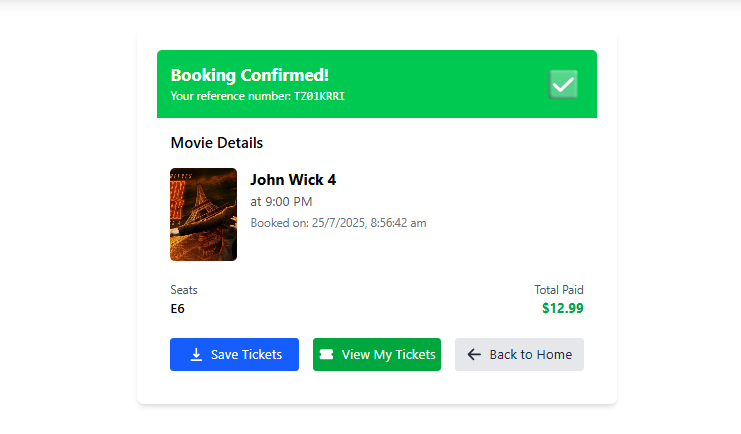 Booking Confirmed!
Your reference number: TZ01KRRI
Movie Details
John Wick 4
at 9:00 PM
Booked on: 25/7/2025, 8:56:42 am
Seats
Total Paid
E6
$12.99
Save Tickets
View My Tickets
Back to Home